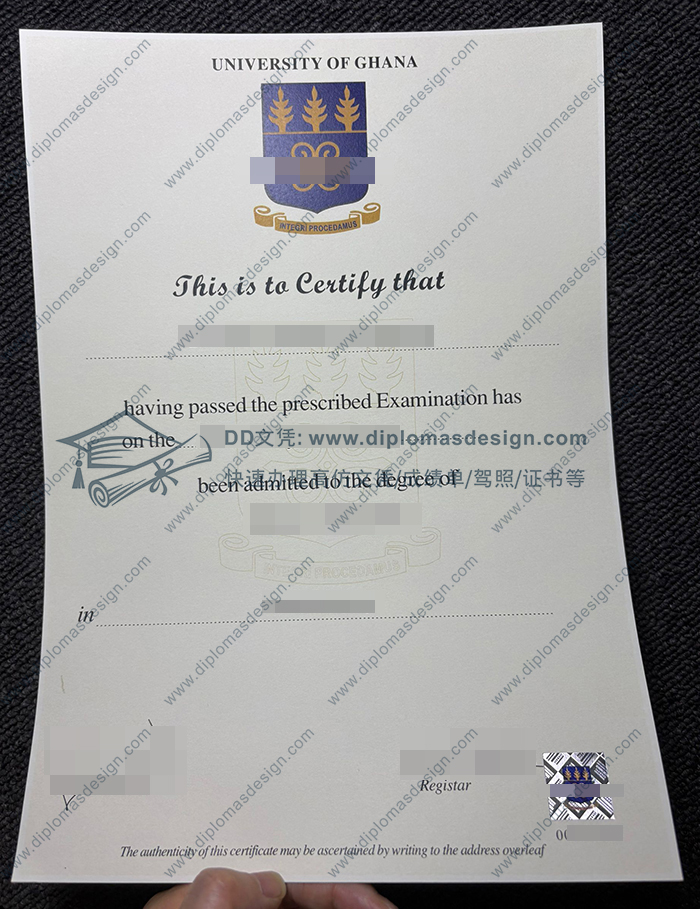 UNIVERSITY OF GHANA
INTEGRI PROCEDAMUS
This is to Certify that
having passed the prescribed Examination has
on the
DD文凭: www.diplomasdesign.com
been admitted to the degree of
快速办理高仿文凭/成绩单/驾照/证书等
INTEGRI PROCEDAMUS
in
Registar
00
The authenticity of this certificate may be ascertained by writing to the address overleaf
www.diplomasdesign.com